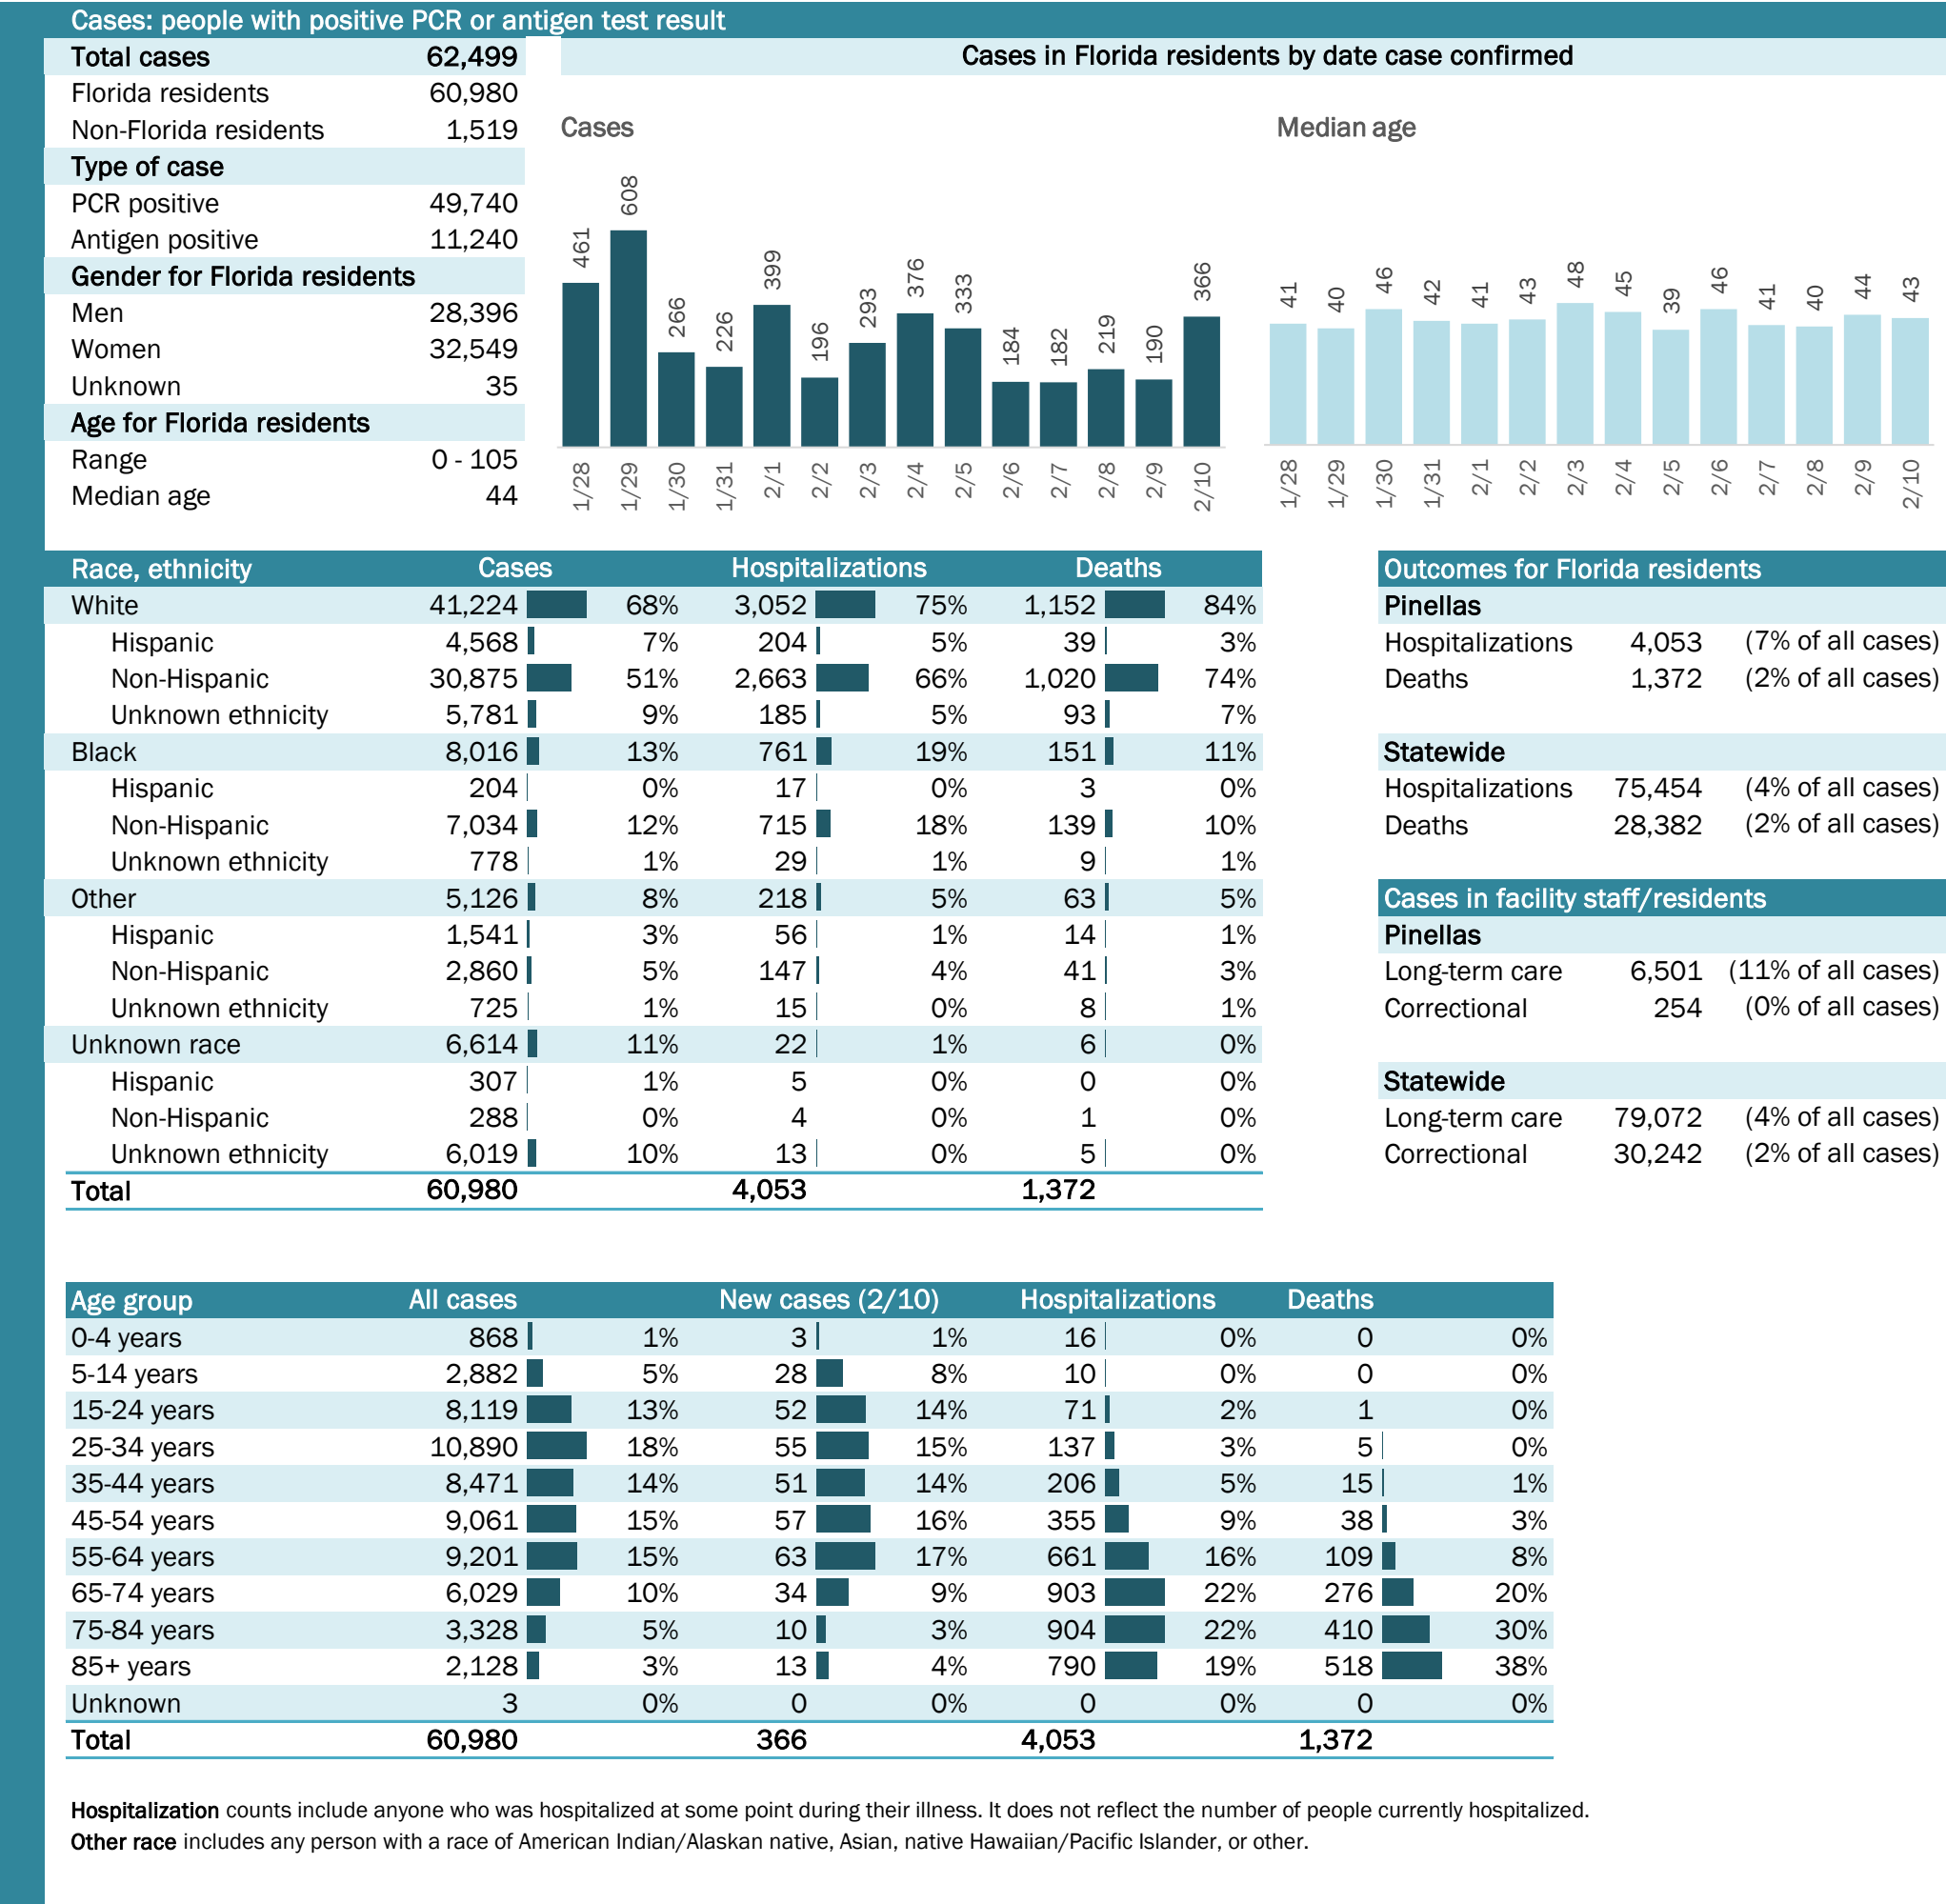 Cases: people with positive PCR or antigen test result
Total cases 62,499
Florida residents 60,980
Non-Florida residents 1,519
Type of case
PCR positive 49,740
Antigen positive 11,240
Gender for Florida residents
Men 28,396
Women 32,549
Unknown 35
Age for Florida residents
Range 0 - 105
Median age 44
Cases in Florida residents by date case confirmed
Cases
461 608 266 226 399 196 293 376 333 184 182 219 190 366
1/28 1/29 1/30 1/31 2/1 2/2 2/3 2/4 2/5 2/6 2/7 2/8 2/9 2/10
Median age
41 40 46 42 41 43 48 45 39 46 41 40 44 43
1/28 1/29 1/30 1/31 2/1 2/2 2/3 2/4 2/5 2/6 2/7 2/8 2/9 2/10
Race, ethnicity Cases Hospitalizations Deaths
White 41,224 68% 3,052 75% 1,152 84%
Hispanic 4,568 7% 204 5% 39 3%
Non-Hispanic 30,875 51% 2,663 66% 1,020 74%
Unknown ethnicity 5,781 9% 185 5% 93 7%
Black 8,016 13% 761 19% 151 11%
Hispanic 204 0% 17 0% 3 0%
Non-Hispanic 7,034 12% 715 18% 139 10%
Unknown ethnicity 778 1% 29 1% 9 1%
Other 5,126 8% 218 5% 63 5%
Hispanic 1,541 3% 56 1% 14 1%
Non-Hispanic 2,860 5% 147 4% 41 3%
Unknown ethnicity 725 1% 15 0% 8 1%
Unknown race 6,614 11% 22 1% 6 0%
Hispanic 307 1% 5 0% 0 0%
Non-Hispanic 288 0% 4 0% 1 0%
Unknown ethnicity 6,019 10% 13 0% 5 0%
Total 60,980 4,053 1,372
Outcomes for Florida residents
Pinellas
Hospitalizations 4,053 (7% of all cases)
Deaths 1,372 (2% of all cases)
Statewide
Hospitalizations 75,454 (4% of all cases)
Deaths 28,382 (2% of all cases)
Cases in facility staff/residents
Pinellas
Long-term care 6,501 (11% of all cases)
Correctional 254 (0% of all cases)
Statewide
Long-term care 79,072 (4% of all cases)
Correctional 30,242 (2% of all cases)
Age group All cases New cases (2/10) Hospitalizations Deaths
0-4 years 868 1% 3 1% 16 0% 0 0%
5-14 years 2,882 5% 28 8% 10 0% 0 0%
15-24 years 8,119 13% 52 14% 71 2% 1 0%
25-34 years 10,890 18% 55 15% 137 3% 5 0%
35-44 years 8,471 14% 51 14% 206 5% 15 1%
45-54 years 9,061 15% 57 16% 355 9% 38 3%
55-64 years 9,201 15% 63 17% 661 16% 109 8%
65-74 years 6,029 10% 34 9% 903 22% 276 20%
75-84 years 3,328 5% 10 3% 904 22% 410 30%
85+ years 2,128 3% 13 4% 790 19% 518 38%
Unknown 3 0% 0 0% 0 0% 0 0%
Total 60,980 366 4,053 1,372
Hospitalization counts include anyone who was hospitalized at some point during their illness. It does not reflect the number of people currently hospitalized.
Other race includes any person with a race of American Indian/Alaskan native, Asian, native Hawaiian/Pacific Islander, or other.